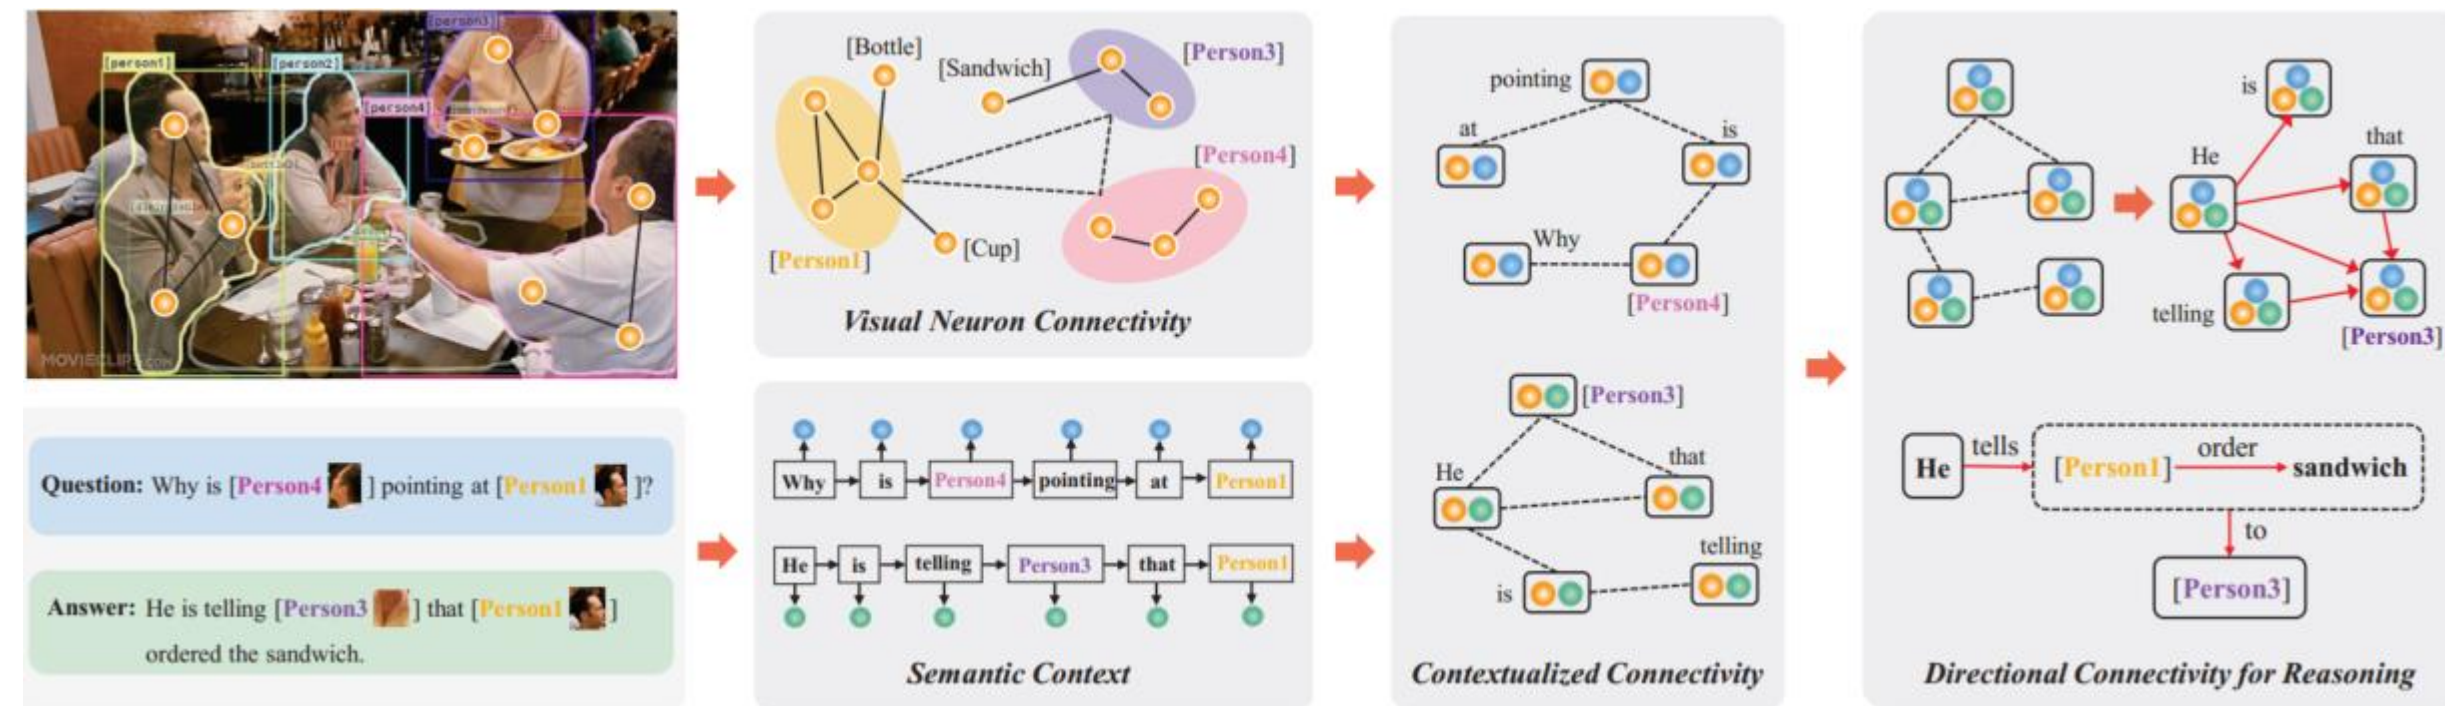 [person1]
[person2]
[person3]
[person4]
MOVIECLIPS.COM
Question: Why is [Person4 ] pointing at [Person1 ]?
Answer: He is telling [Person3 ] that [Person1 ]
ordered the sandwich.
[Bottle]
[Sandwich]
[Person3]
[Person4]
[Person1]
[Cup]
Visual Neuron Connectivity
Why is Person4 pointing at Person1
He is telling Person3 that Person1
Semantic Context
pointing
at
is
Why
[Person4]
[Person3]
He
that
telling
is
Contextualized Connectivity
is
that
He
telling
[Person3]
He tells [Person1] order sandwich
to
[Person3]
Directional Connectivity for Reasoning